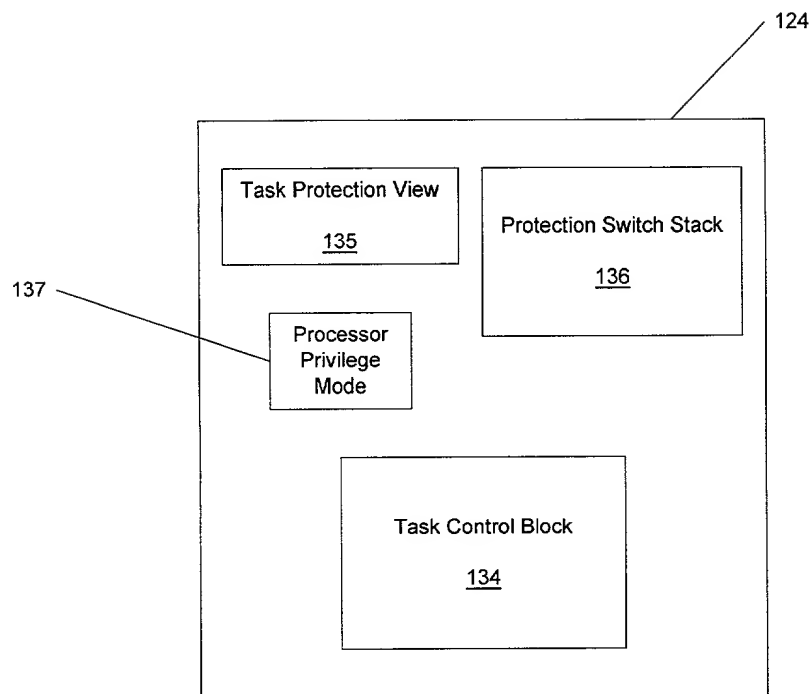 124
Task Protection View
135
Protection Switch Stack
136
137
Processor
Privilege
Mode
Task Control Block
134